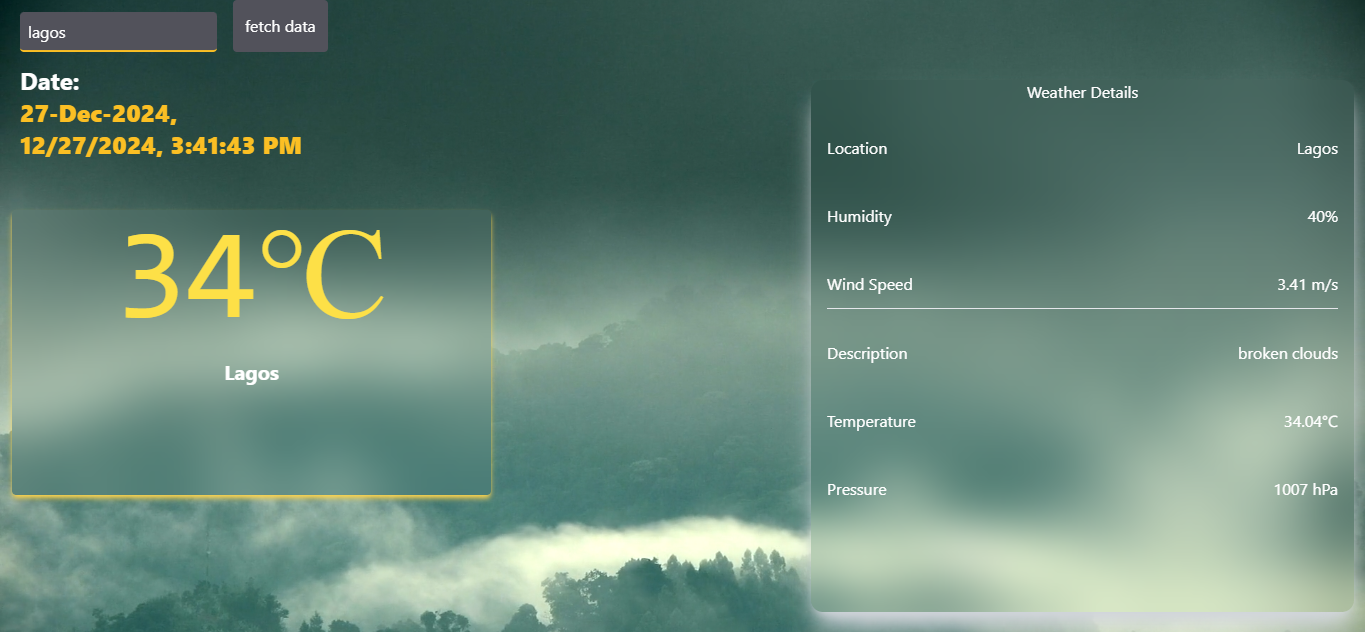 lagos
fetch data
Date:
27-Dec-2024,
12/27/2024, 3:41:43 PM
34℃
Lagos
Weather Details
Location Lagos
Humidity 40%
Wind Speed 3.41 m/s
Description broken clouds
Temperature 34.04°C
Pressure 1007 hPa